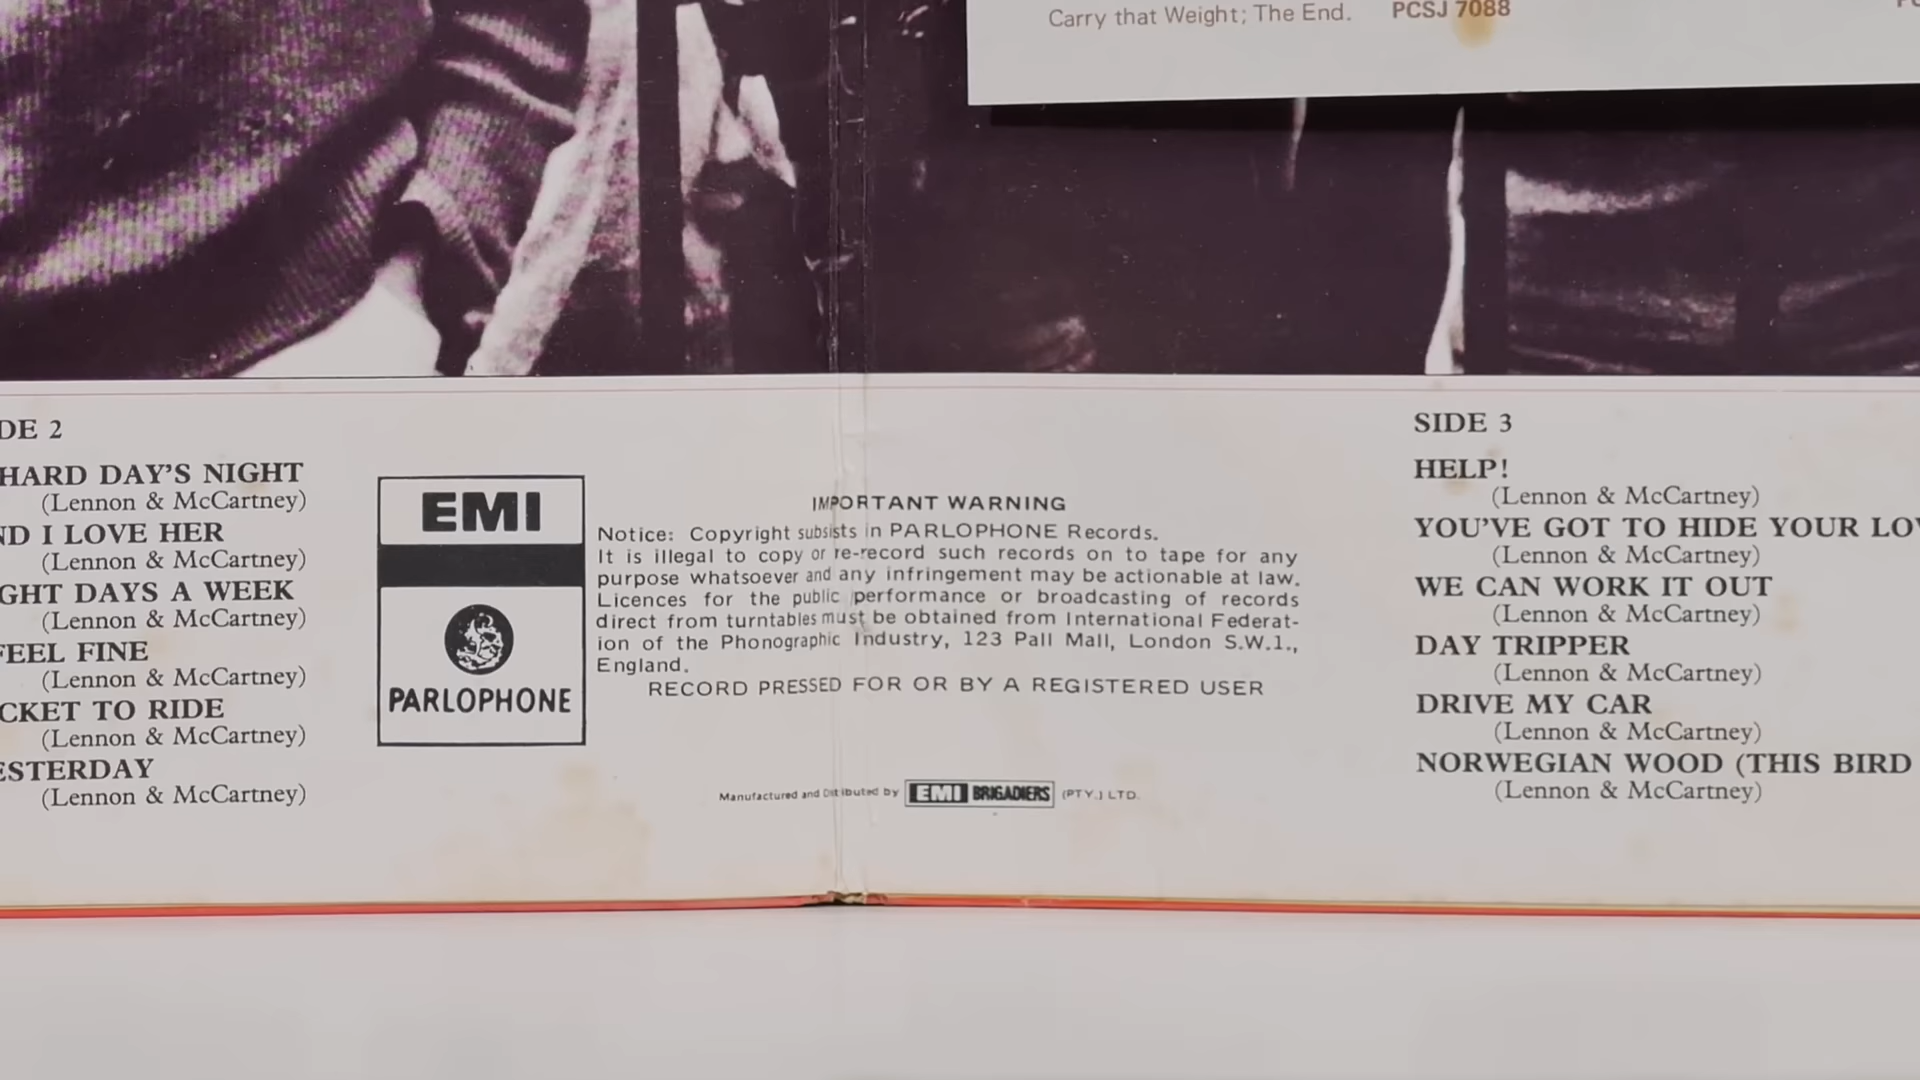 Carry that Weight; The End. PCSJ 7088
DE 2
HARD DAY'S NIGHT
(Lennon & McCartney)
ND I LOVE HER
(Lennon & McCartney)
GHT DAYS A WEEK
(Lennon & McCartney)
FEEL FINE
(Lennon & McCartney)
CKET TO RIDE
(Lennon & McCartney)
ESTERDAY
(Lennon & McCartney)
EMI
PARLOPHONE
IMPORTANT WARNING
Notice: Copyright subsists in PARLOPHONE Records.
It is illegal to copy or re-record such records on to tape for any
purpose whatsoever and any infringement may be actionable at law.
Licences for the public performance or broadcasting of records
direct from turntables must be obtained from International Federat-
ion of the Phonographic Industry, 123 Pall Mall, London S.W.1.,
England.
RECORD PRESSED FOR OR BY A REGISTERED USER
Manufactured and Distributed by EMI BRIGADIERS (PTY.) LTD.
SIDE 3
HELP!
(Lennon & McCartney)
YOU'VE GOT TO HIDE YOUR LOV
(Lennon & McCartney)
WE CAN WORK IT OUT
(Lennon & McCartney)
DAY TRIPPER
(Lennon & McCartney)
DRIVE MY CAR
(Lennon & McCartney)
NORWEGIAN WOOD (THIS BIRD
(Lennon & McCartney)